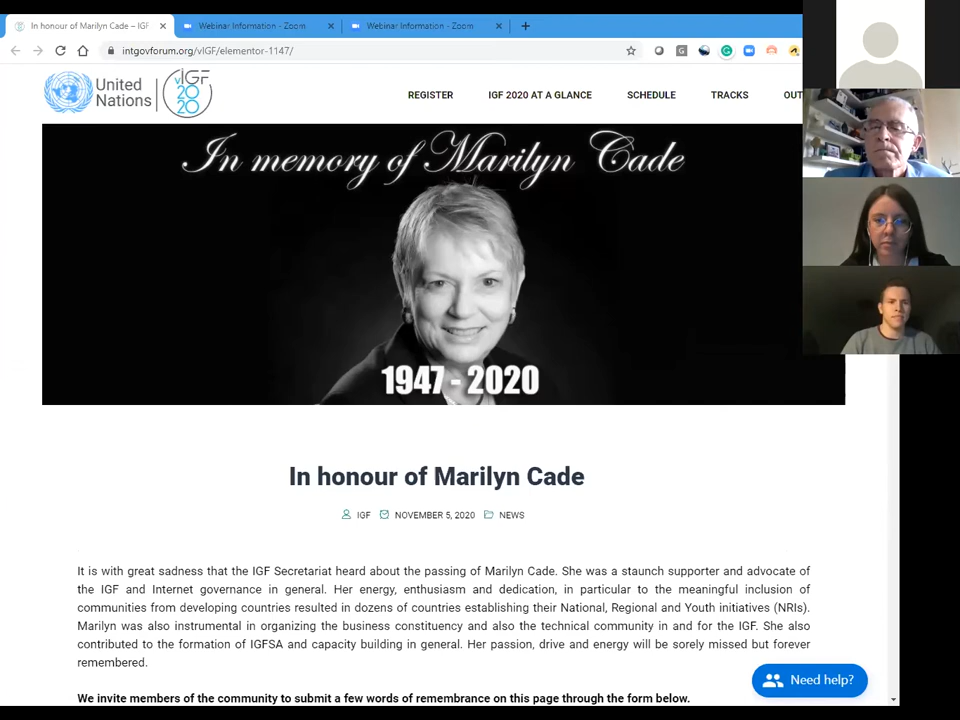 In honour of Marilyn Cade – IGF
Webinar Information - Zoom
Webinar Information - Zoom
intgovforum.org/vIGF/elementor-1147/
United
Nations
vIGF
20
20
REGISTER
IGF 2020 AT A GLANCE
SCHEDULE
TRACKS
OUT
In memory of Marilyn Cade
1947 - 2020
In honour of Marilyn Cade
IGF
NOVEMBER 5, 2020
NEWS
It is with great sadness that the IGF Secretariat heard about the passing of Marilyn Cade. She was a staunch supporter and advocate of
the IGF and Internet governance in general. Her energy, enthusiasm and dedication, in particular to the meaningful inclusion of
communities from developing countries resulted in dozens of countries establishing their National, Regional and Youth initiatives (NRIs).
Marilyn was also instrumental in organizing the business constituency and also the technical community in and for the IGF. She also
contributed to the formation of IGFSA and capacity building in general. Her passion, drive and energy will be sorely missed but forever
remembered.
We invite members of the community to submit a few words of remembrance on this page through the form below.
Need help?